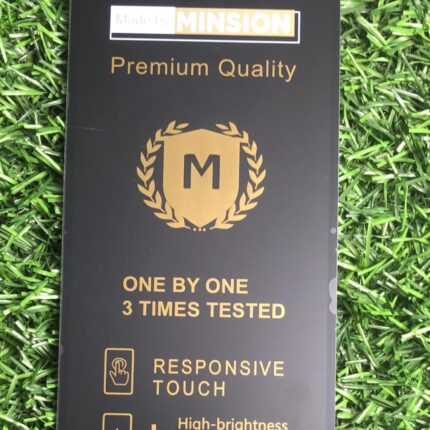 Made by MINSION
Premium Quality
M
ONE BY ONE
3 TIMES TESTED
RESPONSIVE
TOUCH
High-brightness